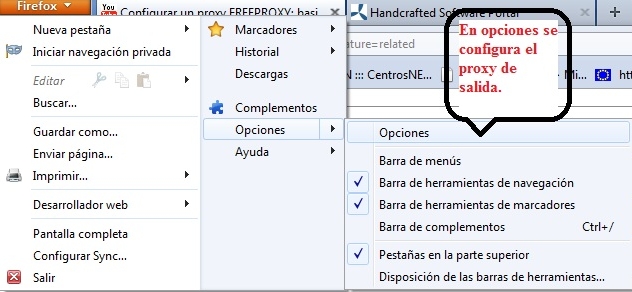 Firefox
Configurar un proxy FREEPROXY: basi
Handcrafted Software Portal
Nueva pestaña
Iniciar navegación privada
Editar
Buscar...
Guardar como...
Enviar página...
Imprimir...
Desarrollador web
Pantalla completa
Configurar Sync...
Salir
Marcadores
Historial
Descargas
Complementos
Opciones
Ayuda
ature=related
N ::: CentrosNE...
- Mi...
En opciones se
configura el
proxy de
salida.
Opciones
Barra de menús
Barra de herramientas de navegación
Barra de herramientas de marcadores
Barra de complementos Ctrl+/
Pestañas en la parte superior
Disposición de las barras de herramientas...